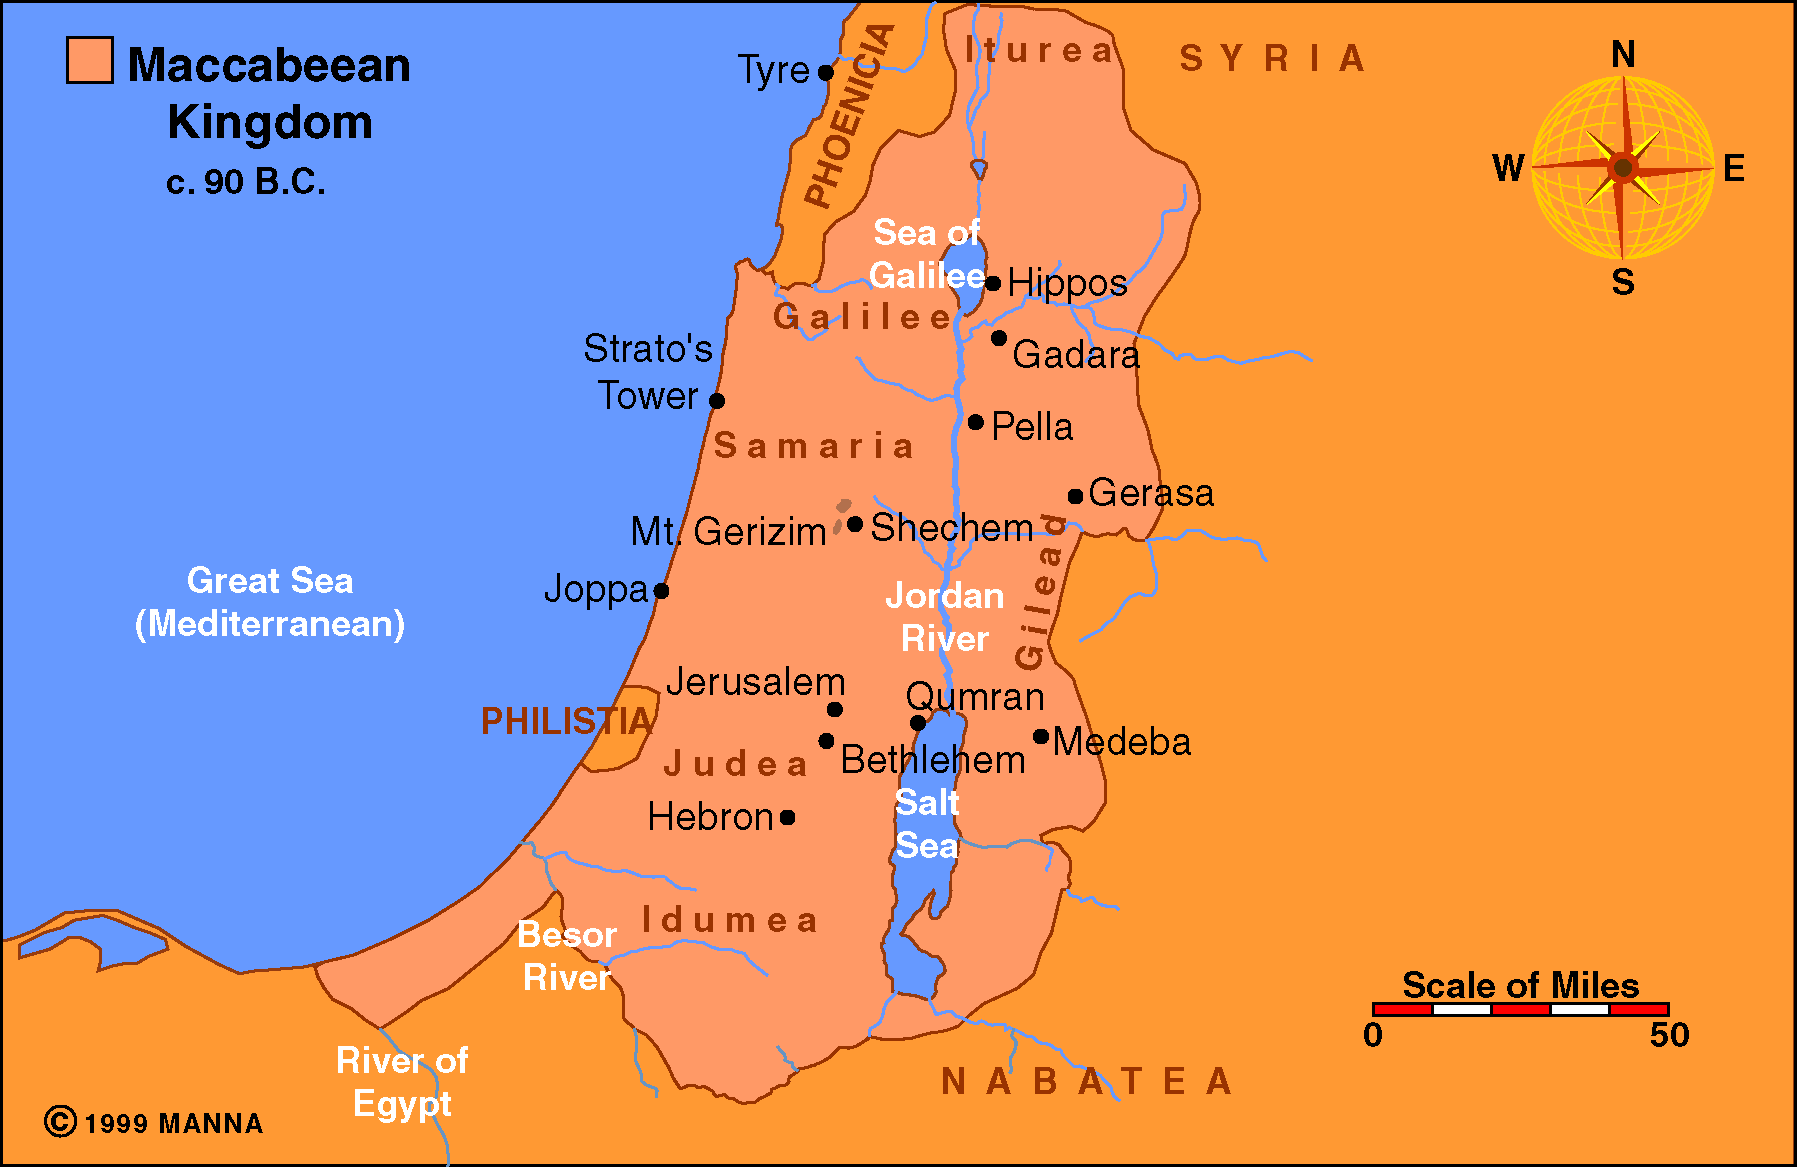 Maccabeean
Kingdom
c. 90 B.C.
Tyre
PHOENICIA
Iturea
SYRIA
N
W
E
S
Sea of
Galilee
Hippos
Galilee
Strato's
Tower
Gadara
Pella
Samaria
Gerasa
Mt. Gerizim
Shechem
Gilead
Great Sea
(Mediterranean)
Joppa
Jordan
River
Jerusalem
Qumran
PHILISTIA
Judea
Bethlehem
Medeba
Salt
Sea
Hebron
Idumea
Besor
River
Scale of Miles
0
50
River of
Egypt
NABATEA
© 1999 MANNA